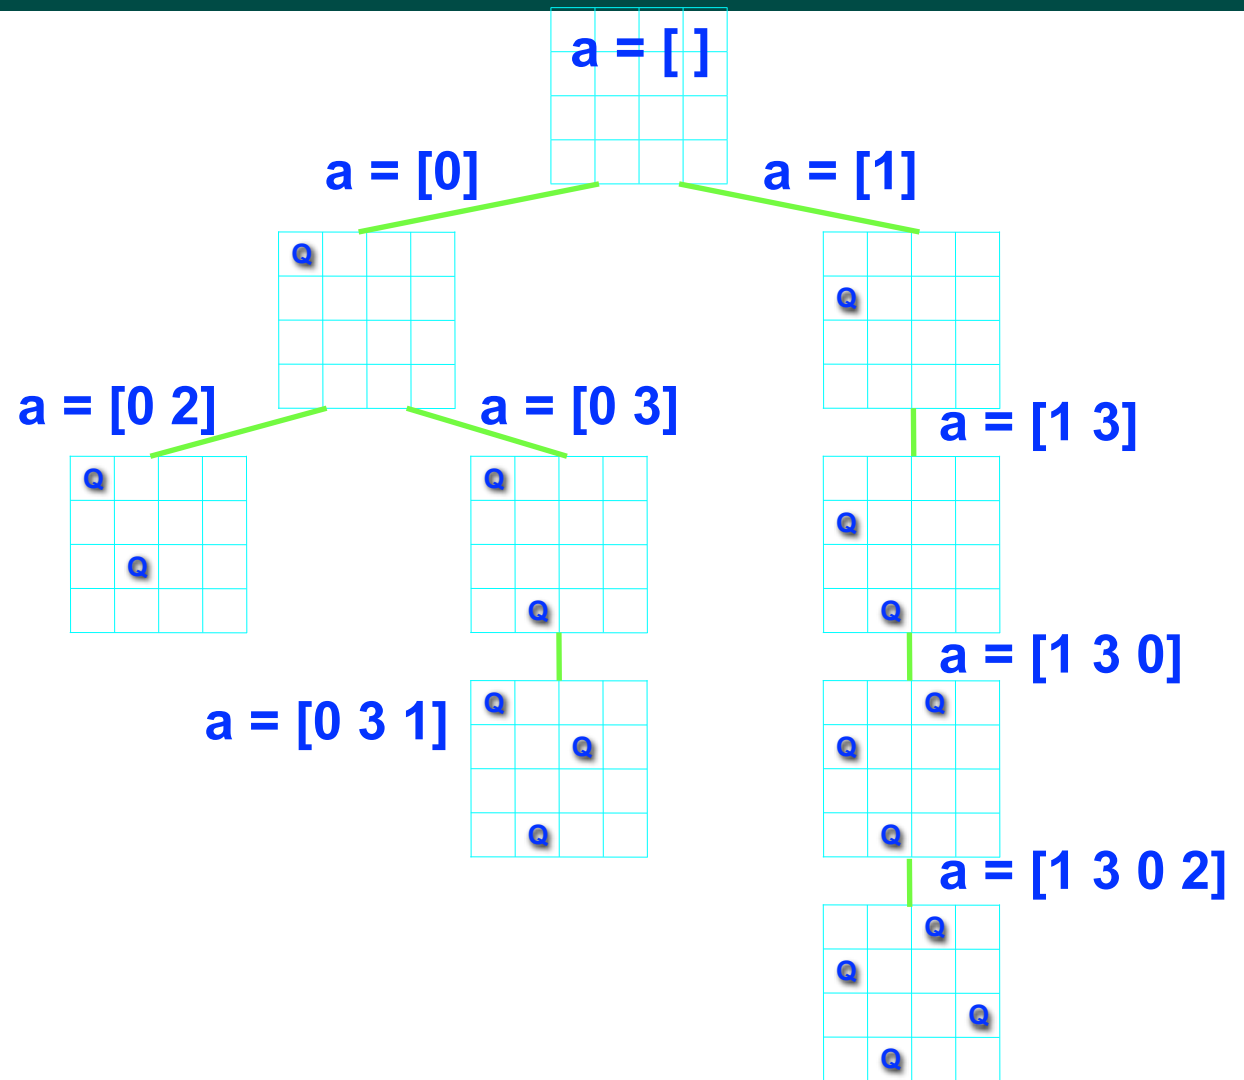 a = [ ]
a = [0]
a = [1]
Q
Q
a = [0 2]
a = [0 3]
a = [1 3]
Q
Q
Q
Q
Q
Q
a = [1 3 0]
a = [0 3 1]
Q
Q
Q
Q
Q
Q
a = [1 3 0 2]
Q
Q
Q
Q